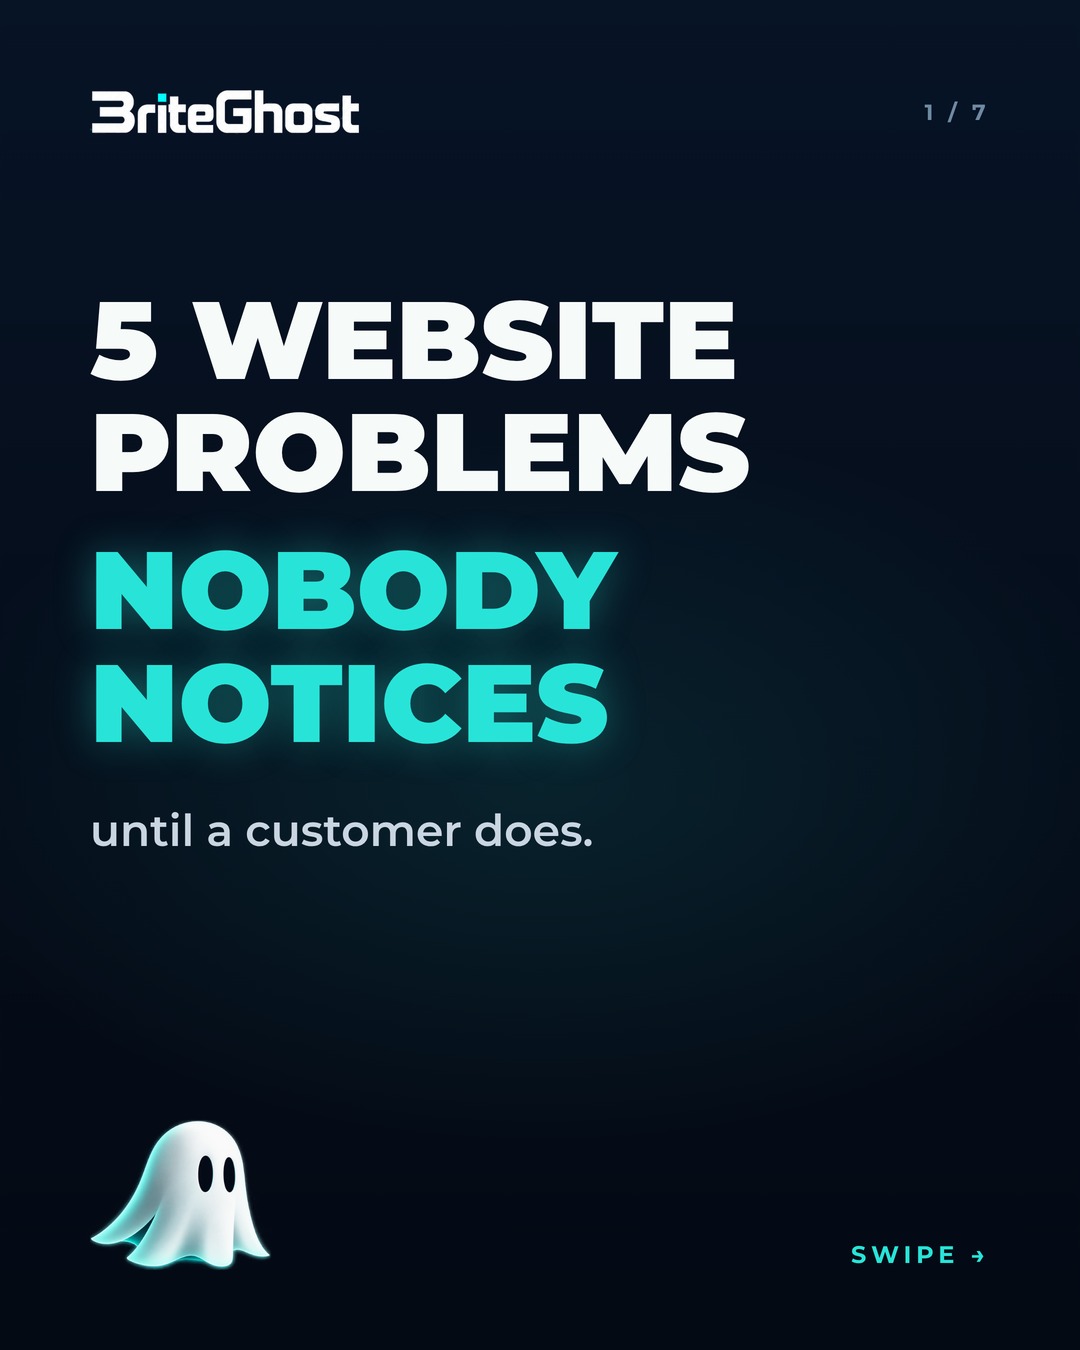 BriteGhost
1 / 7
5 WEBSITE
PROBLEMS
NOBODY
NOTICES
until a customer does.
SWIPE →